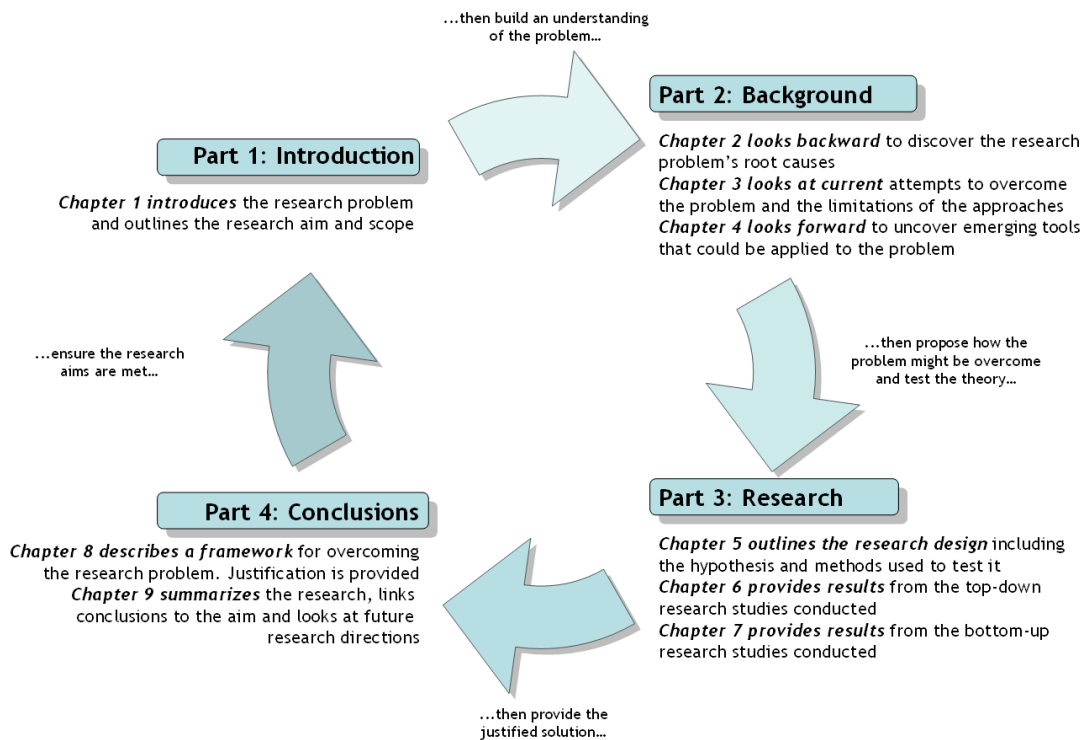 ...then build an understanding
of the problem...
Part 1: Introduction
Chapter 1 introduces the research problem
and outlines the research aim and scope
Part 2: Background
Chapter 2 looks backward to discover the research
problem's root causes
Chapter 3 looks at current attempts to overcome
the problem and the limitations of the approaches
Chapter 4 looks forward to uncover emerging tools
that could be applied to the problem
...then propose how the
problem might be overcome
and test the theory...
Part 3: Research
Chapter 5 outlines the research design including
the hypothesis and methods used to test it
Chapter 6 provides results from the top-down
research studies conducted
Chapter 7 provides results from the bottom-up
research studies conducted
...then provide the
justified solution...
Part 4: Conclusions
Chapter 8 describes a framework for overcoming
the research problem. Justification is provided
Chapter 9 summarizes the research, links
conclusions to the aim and looks at future
research directions
...ensure the research
aims are met...